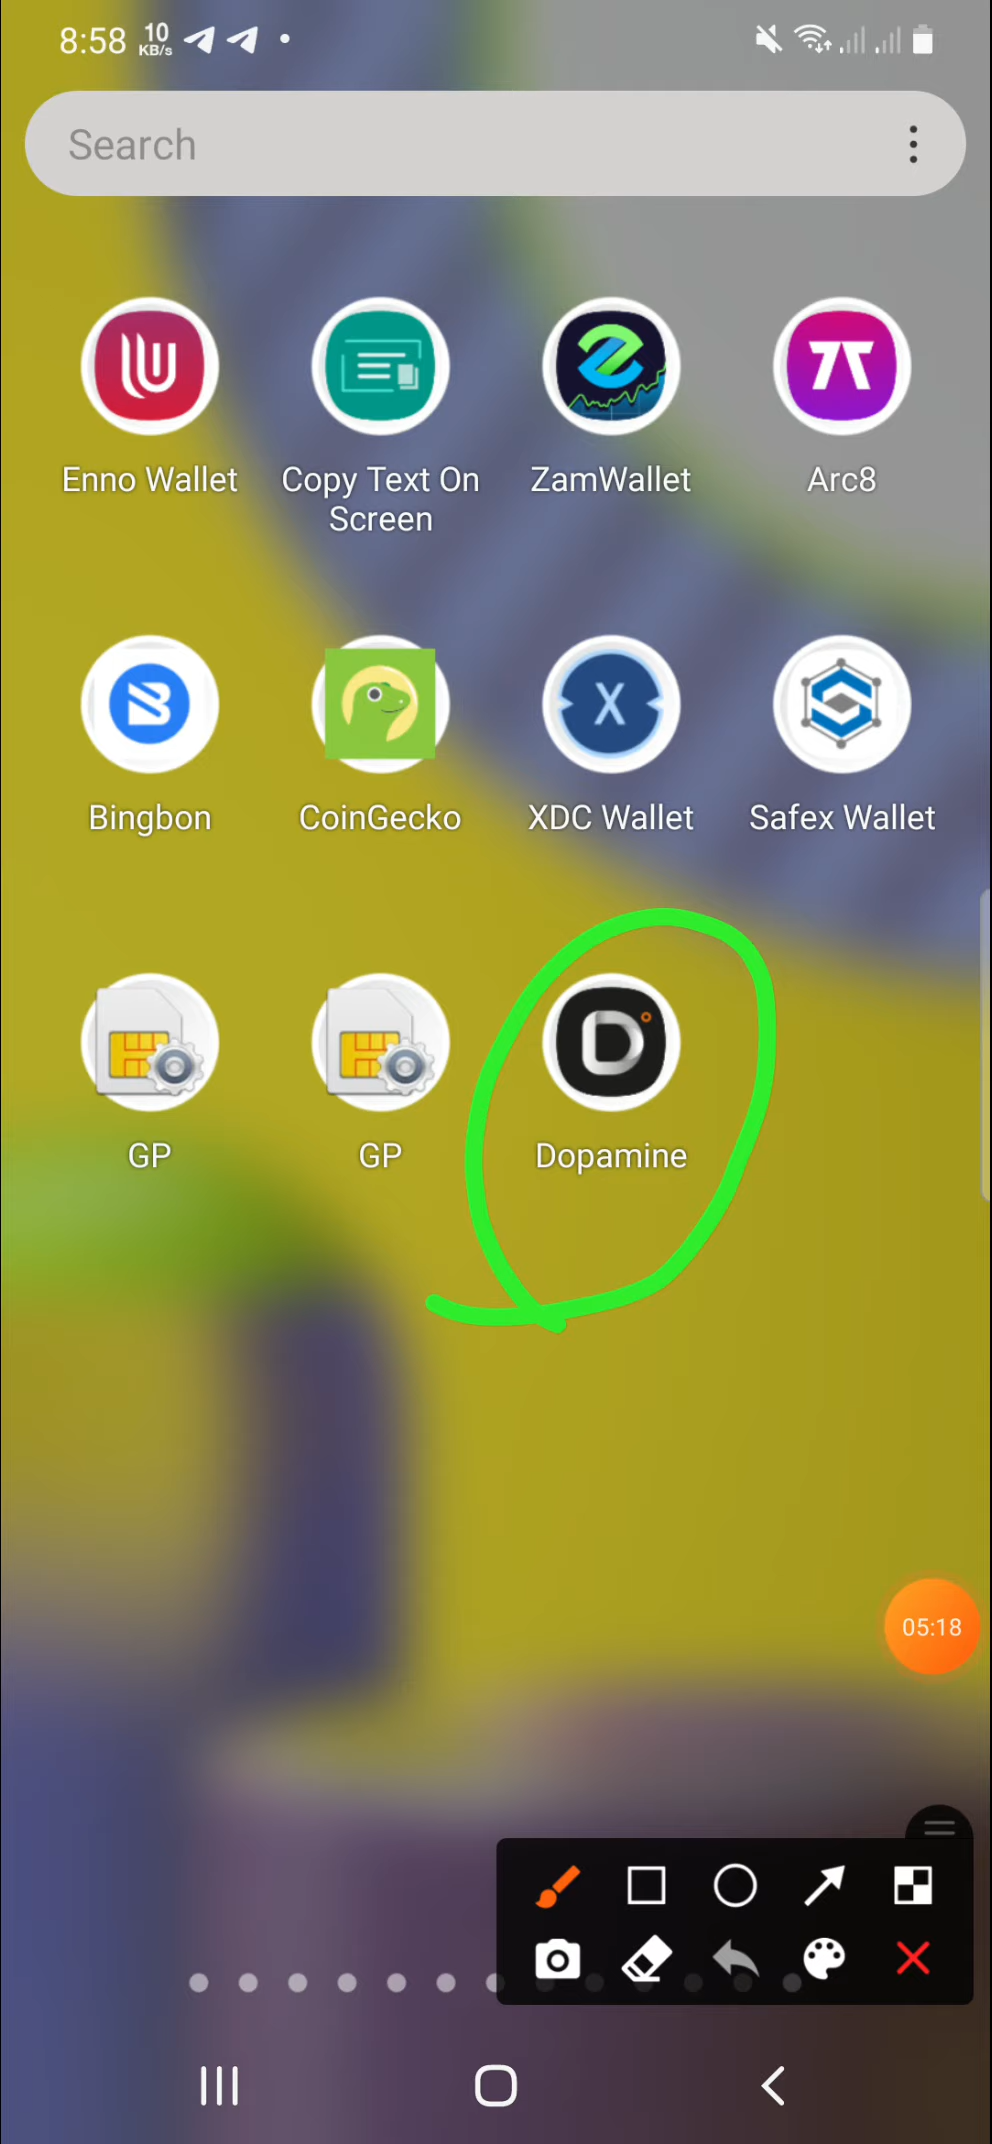 8:58 10 KB/s
Search
Enno Wallet Copy Text On Screen ZamWallet Arc8
Bingbon CoinGecko XDC Wallet Safex Wallet
GP GP Dopamine
05:18